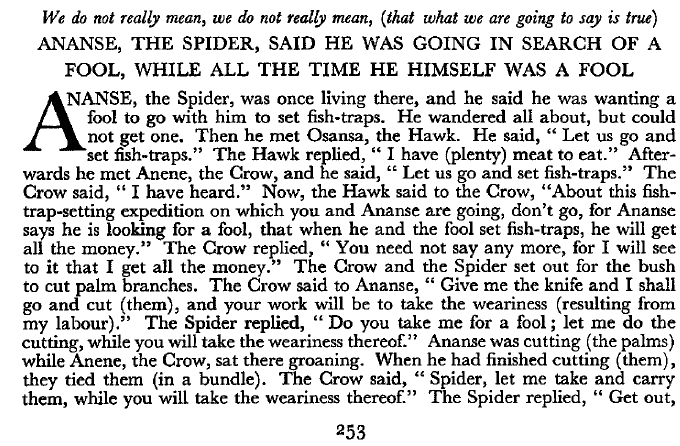 We do not really mean, we do not really mean, (that what we are going to say is true)
ANANSE, THE SPIDER, SAID HE WAS GOING IN SEARCH OF A
FOOL, WHILE ALL THE TIME HE HIMSELF WAS A FOOL
ANANSE, the Spider, was once living there, and he said he was wanting a
fool to go with him to set fish-traps. He wandered all about, but could
not get one. Then he met Osansa, the Hawk. He said, “ Let us go and
set fish-traps.” The Hawk replied, “ I have (plenty) meat to eat.” After-
wards he met Anene, the Crow, and he said, “ Let us go and set fish-traps.” The
Crow said, “ I have heard.” Now, the Hawk said to the Crow, “About this fish-
trap-setting expedition on which you and Ananse are going, don’t go, for Ananse
says he is looking for a fool, that when he and the fool set fish-traps, he will get
all the money.” The Crow replied, “ You need not say any more, for I will see
to it that I get all the money.” The Crow and the Spider set out for the bush
to cut palm branches. The Crow said to Ananse, “ Give me the knife and I shall
go and cut (them), and your work will be to take the weariness (resulting from
my labour).” The Spider replied, “ Do you take me for a fool ; let me do the
cutting, while you will take the weariness thereof.” Ananse was cutting (the palms)
while Anene, the Crow, sat there groaning. When he had finished cutting (them),
they tied them (in a bundle). The Crow said, “ Spider, let me take and carry
them, while you will take the weariness thereof.” The Spider replied, “ Get out,
253